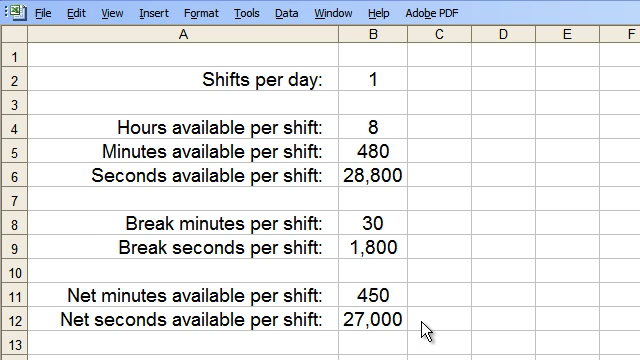 File Edit View Insert Format Tools Data Window Help Adobe PDF
A B C D E F
1
2 Shifts per day: 1
3
4 Hours available per shift: 8
5 Minutes available per shift: 480
6 Seconds available per shift: 28,800
7
8 Break minutes per shift: 30
9 Break seconds per shift: 1,800
10
11 Net minutes available per shift: 450
12 Net seconds available per shift: 27,000
13